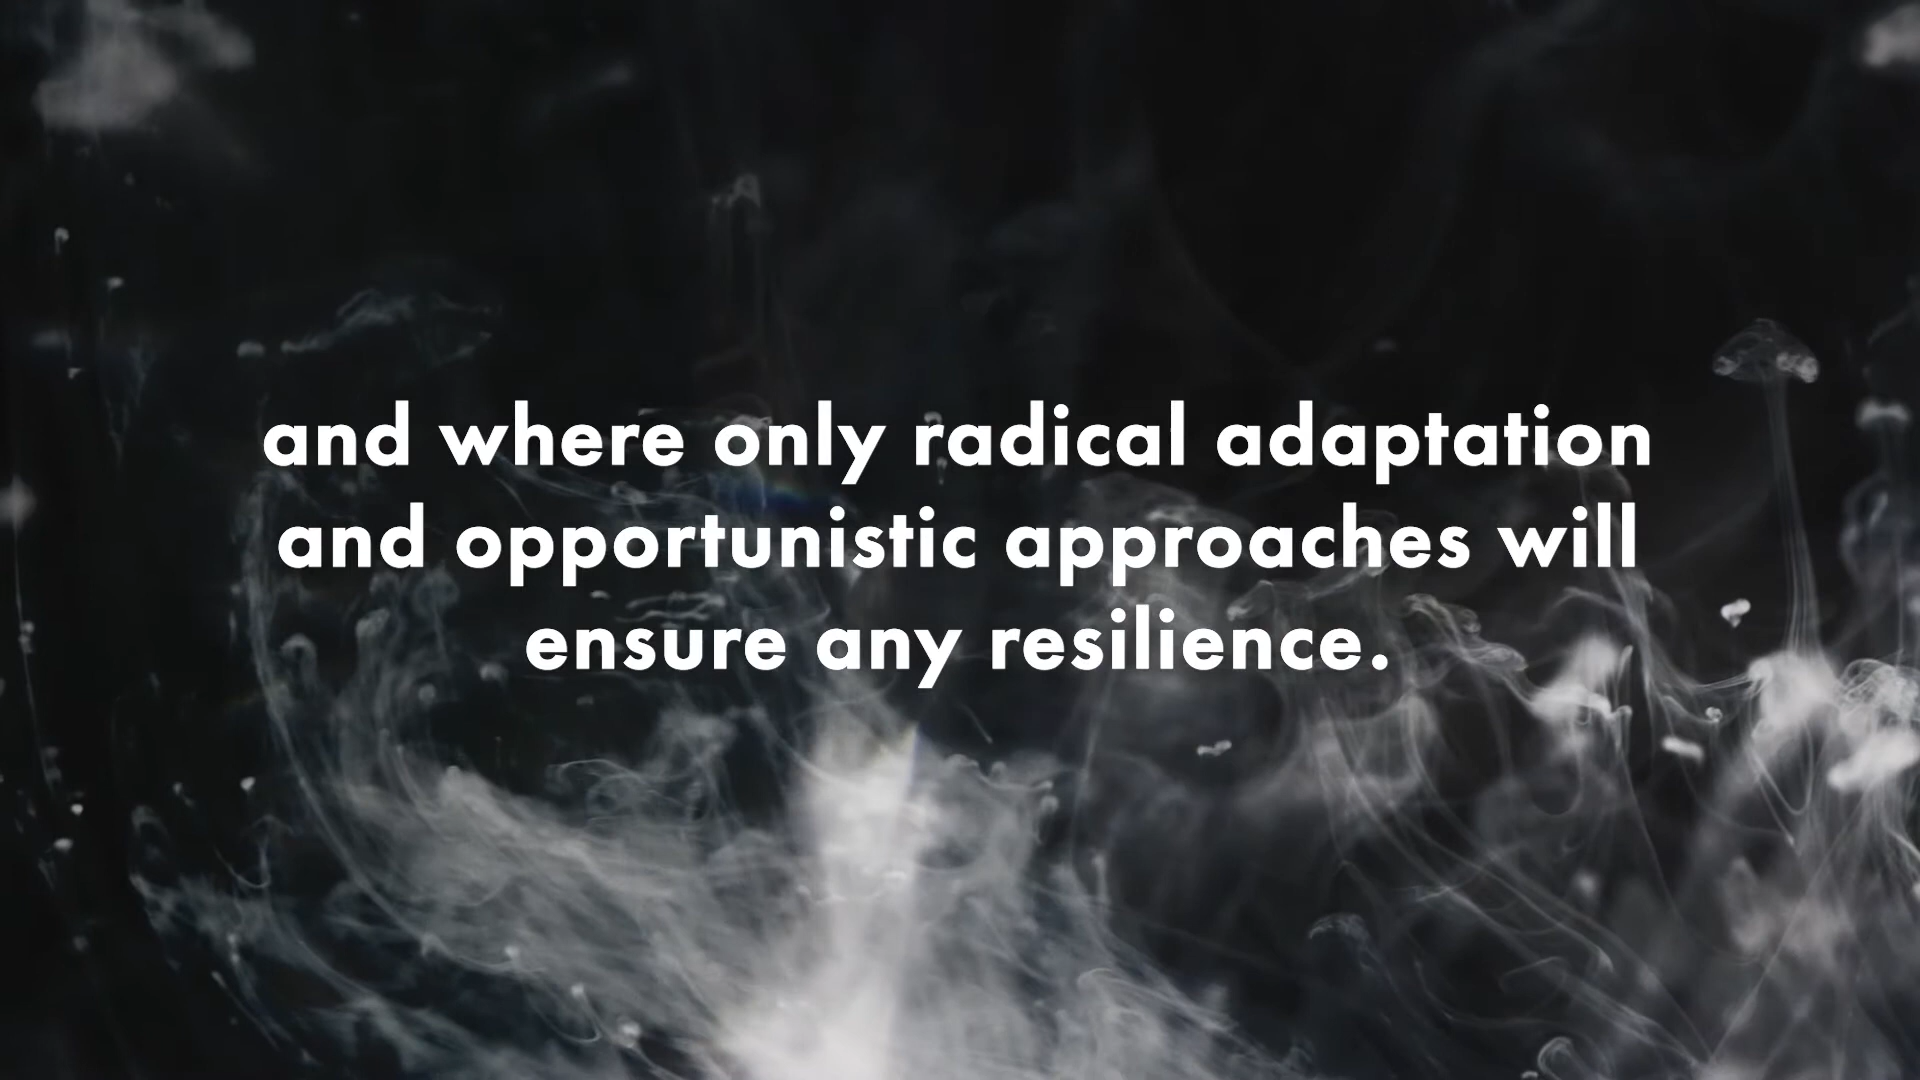 and where only radical adaptation
and opportunistic approaches will
ensure any resilience.